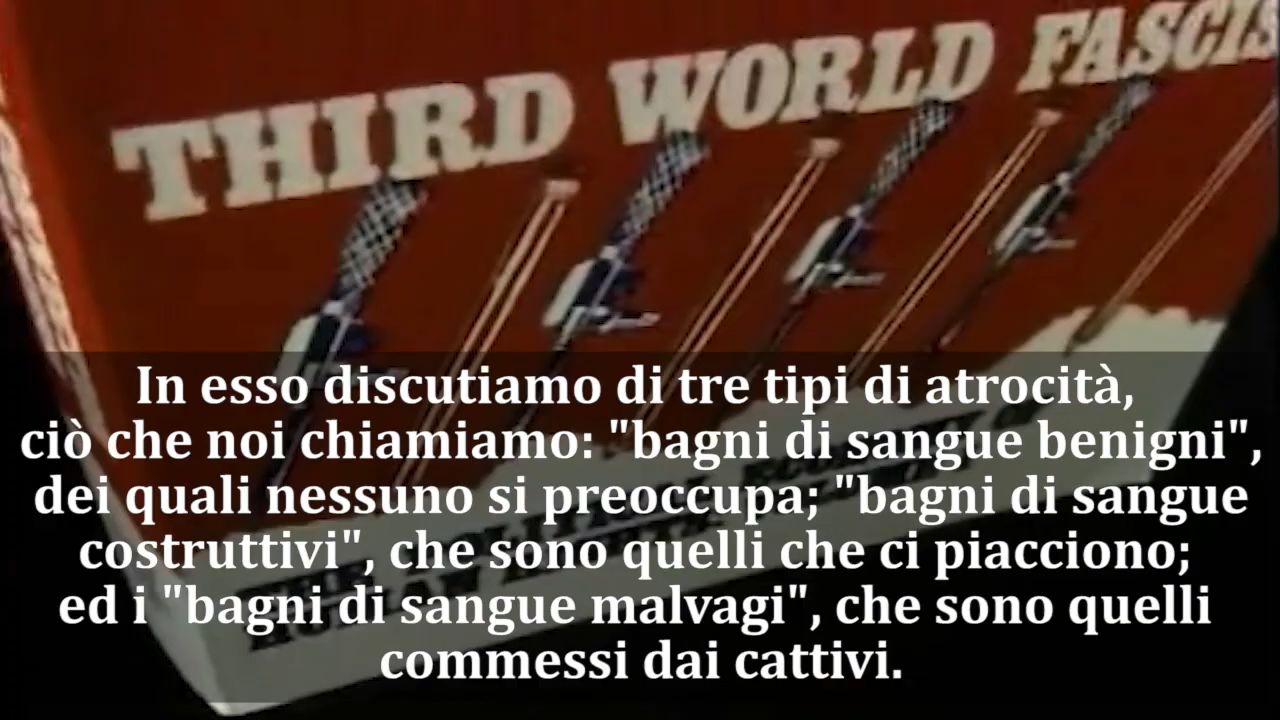 THIRD WORLD FASCIS
In esso discutiamo di tre tipi di atrocità,
ciò che noi chiamiamo: "bagni di sangue benigni",
dei quali nessuno si preoccupa; "bagni di sangue
costruttivi", che sono quelli che ci piacciono;
ed i "bagni di sangue malvagi", che sono quelli
commessi dai cattivi.